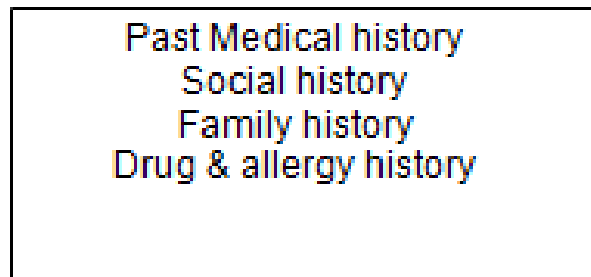 Past Medical history
Social history
Family history
Drug & allergy history